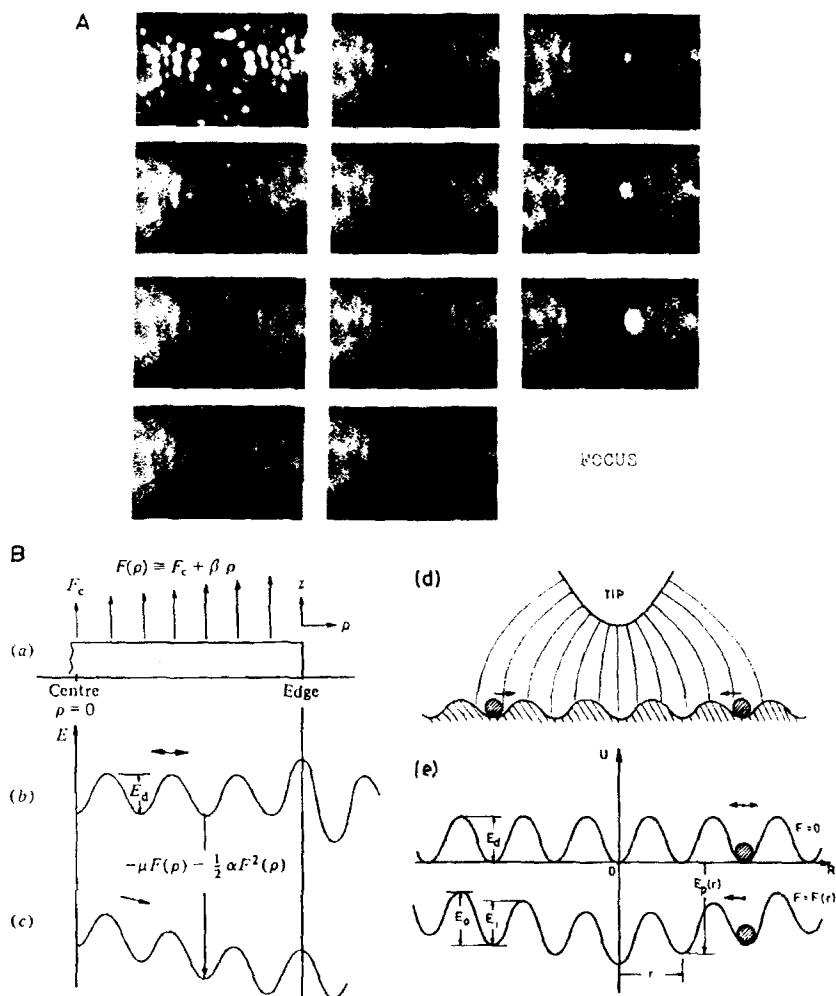 A
FOCUS
B
F(ρ) ≅ F_c + β ρ
F_c
z
ρ
(a)
Centre
ρ = 0
Edge
E
(b)
E_d
-μF(ρ) - ½ αF²(ρ)
(c)
(d)
TIP
(e)
U
E_d
F=0
0
R
E_p(r)
F=F(r)
E_o
E_i
r